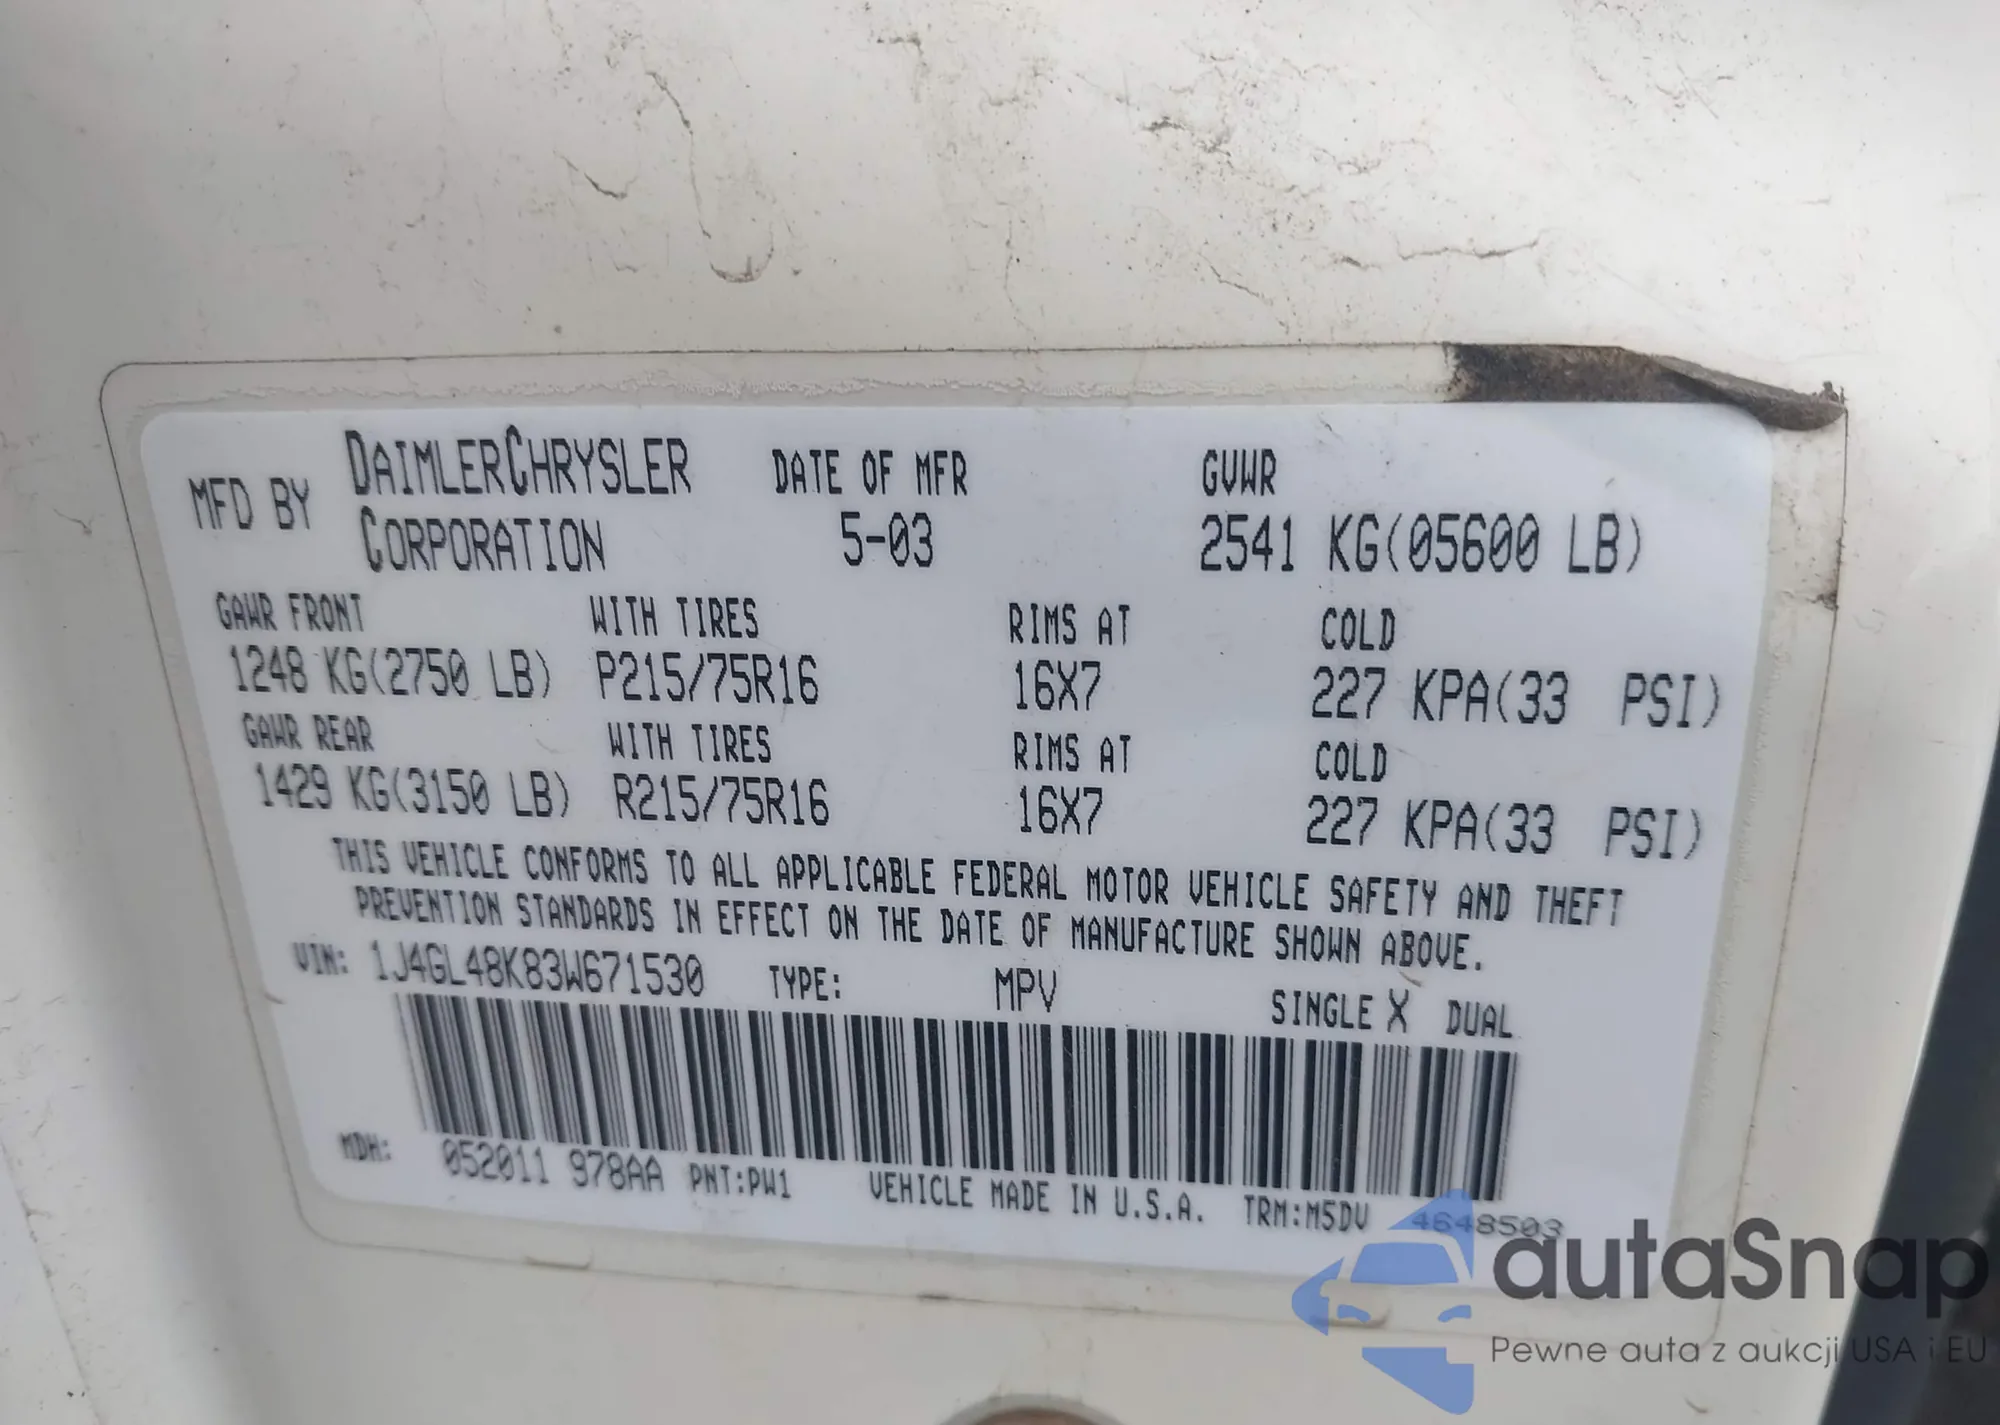 MFD BY DAIMLERCHRYSLER CORPORATION DATE OF MFR 5-03 GVWR 2541 KG(05600 LB)
GAWR FRONT WITH TIRES RIMS AT COLD
1248 KG(2750 LB) P215/75R16 16X7 227 KPA(33 PSI)
GAWR REAR WITH TIRES RIMS AT COLD
1429 KG(3150 LB) R215/75R16 16X7 227 KPA(33 PSI)
THIS VEHICLE CONFORMS TO ALL APPLICABLE FEDERAL MOTOR VEHICLE SAFETY AND THEFT
PREVENTION STANDARDS IN EFFECT ON THE DATE OF MANUFACTURE SHOWN ABOVE.
VIN: 1J4GL48K83W671530 TYPE: MPV SINGLE X DUAL
MDH: 052011 978AA PNT:PW1 VEHICLE MADE IN U.S.A. TRM:M5DV 4648503
autaSnap
Pewne auta z aukcji USA i EU